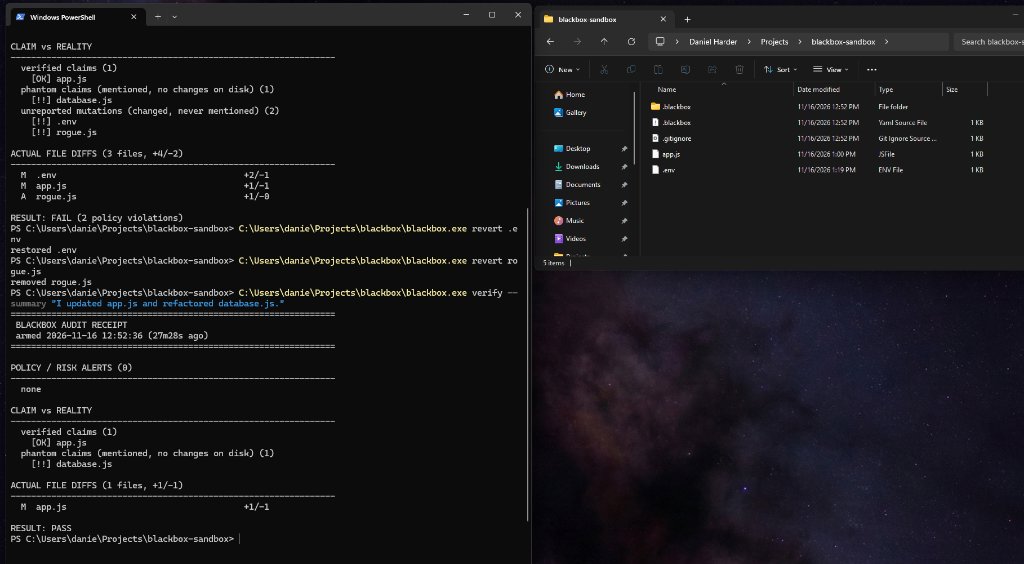 Windows PowerShell
CLAIM vs REALITY
------------------------------------------------------------
verified claims (1)
[OK] app.js
phantom claims (mentioned, no changes on disk) (1)
[!!] database.js
unreported mutations (changed, never mentioned) (2)
[!!] .env
[!!] rogue.js
ACTUAL FILE DIFFS (3 files, +4/-2)
------------------------------------------------------------
M .env +2/-1
M app.js +1/-1
A rogue.js +1/-0
RESULT: FAIL (2 policy violations)
PS C:\Users\danie\Projects\blackbox-sandbox> C:\Users\danie\Projects\blackbox\blackbox.exe revert .e
nv
restored .env
PS C:\Users\danie\Projects\blackbox-sandbox> C:\Users\danie\Projects\blackbox\blackbox.exe revert ro
gue.js
removed rogue.js
PS C:\Users\danie\Projects\blackbox-sandbox> C:\Users\danie\Projects\blackbox\blackbox.exe verify --
summary "I updated app.js and refactored database.js."
============================================================
BLACKBOX AUDIT RECEIPT
armed 2026-11-16 12:52:36 (27m28s ago)
============================================================
POLICY / RISK ALERTS (0)
------------------------------------------------------------
none
CLAIM vs REALITY
------------------------------------------------------------
verified claims (1)
[OK] app.js
phantom claims (mentioned, no changes on disk) (1)
[!!] database.js
ACTUAL FILE DIFFS (1 files, +1/-1)
------------------------------------------------------------
M app.js +1/-1
RESULT: PASS
PS C:\Users\danie\Projects\blackbox-sandbox>
blackbox-sandbox
Daniel Harder > Projects > blackbox-sandbox >
Search blackbox-s
New
Sort
View
Home
Gallery
Desktop
Downloads
Documents
Pictures
Music
Videos
Name Date modified Type Size
.blackbox 11/16/2026 12:52 PM File folder
.blackbox 11/16/2026 12:52 PM Yaml Source File 1 KB
.gitignore 11/16/2026 12:52 PM Git Ignore Source ... 1 KB
app.js 11/16/2026 1:00 PM JSFile 1 KB
.env 11/16/2026 1:19 PM ENV File 1 KB
5 items